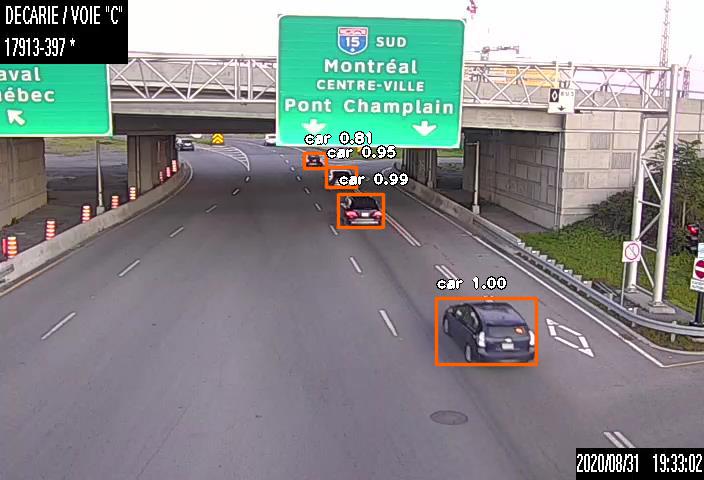 DECARIE / VOIE "C"
17913-397 *
aval
ébec
15 SUD
Montréal
CENTRE-VILLE
Pont Champlain
BUS
car 0.81
car 0.95
car 0.99
car 1.00
2020/08/31 19:33:02